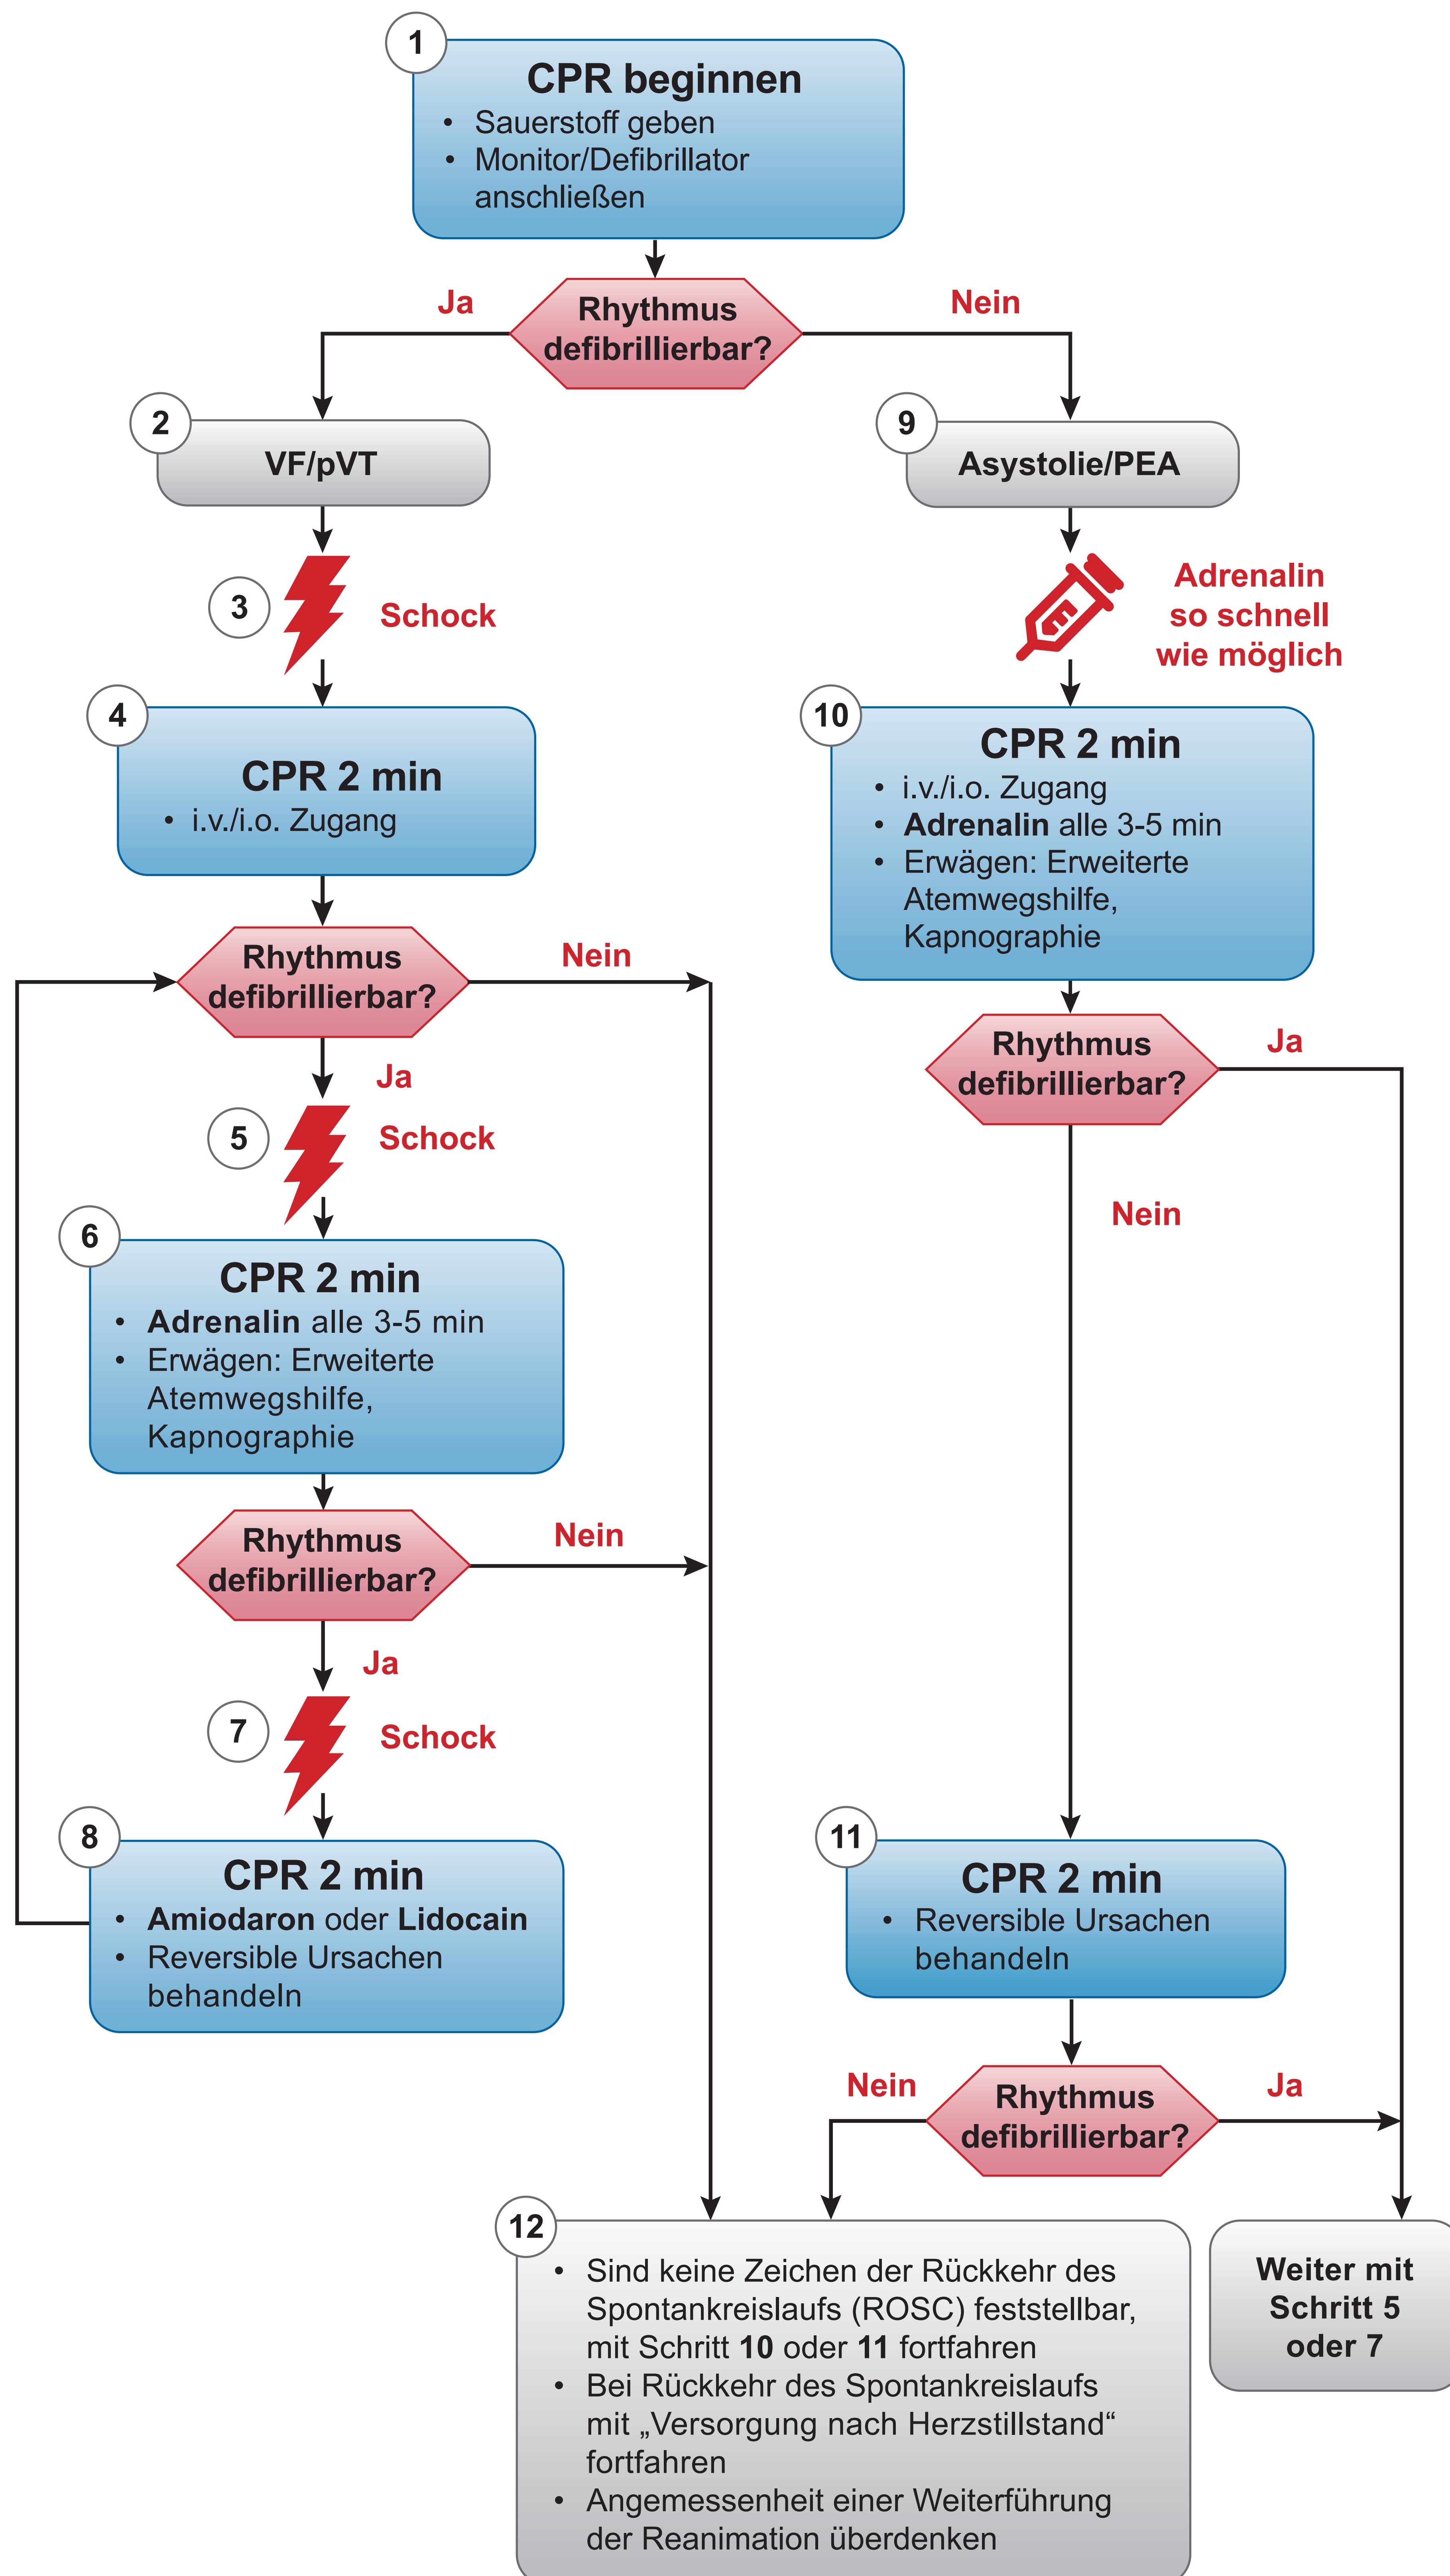 1
CPR beginnen
• Sauerstoff geben
• Monitor/Defibrillator
anschließen
Rhythmus
defibrillierbar?
Ja
Nein
2
VF/pVT
3
Schock
4
CPR 2 min
• i.v./i.o. Zugang
Rhythmus
defibrillierbar?
Nein
Ja
5
Schock
6
CPR 2 min
• Adrenalin alle 3-5 min
• Erwägen: Erweiterte
Atemwegshilfe,
Kapnographie
Rhythmus
defibrillierbar?
Nein
Ja
7
Schock
8
CPR 2 min
• Amiodaron oder Lidocain
• Reversible Ursachen
behandeln
9
Asystolie/PEA
Adrenalin
so schnell
wie möglich
10
CPR 2 min
• i.v./i.o. Zugang
• Adrenalin alle 3-5 min
• Erwägen: Erweiterte
Atemwegshilfe,
Kapnographie
Rhythmus
defibrillierbar?
Ja
Nein
11
CPR 2 min
• Reversible Ursachen
behandeln
Rhythmus
defibrillierbar?
Nein
Ja
12
• Sind keine Zeichen der Rückkehr des
Spontankreislaufs (ROSC) feststellbar,
mit Schritt 10 oder 11 fortfahren
• Bei Rückkehr des Spontankreislaufs
mit „Versorgung nach Herzstillstand“
fortfahren
• Angemessenheit einer Weiterführung
der Reanimation überdenken
Weiter mit
Schritt 5
oder 7